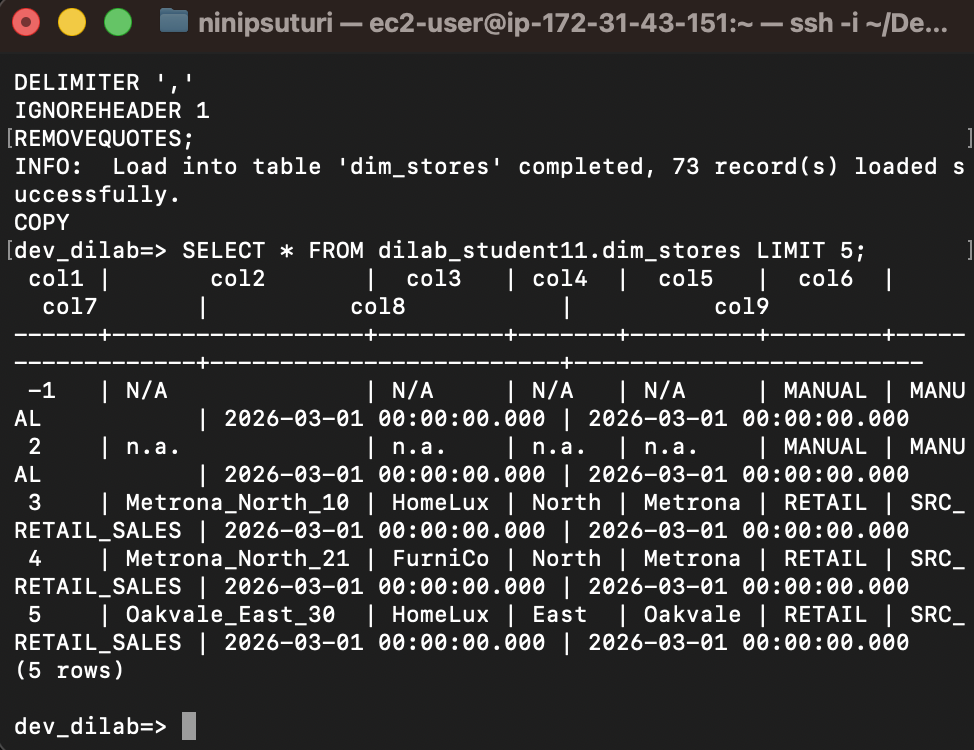 ninipsuturi — ec2-user@ip-172-31-43-151:~ — ssh -i ~/De...
DELIMITER ','
IGNOREHEADER 1
[REMOVEQUOTES;                                                       ]
INFO:  Load into table 'dim_stores' completed, 73 record(s) loaded s
uccessfully.
COPY
[dev_dilab=> SELECT * FROM dilab_student11.dim_stores LIMIT 5;       ]
 col1 |       col2       |  col3   | col4  |  col5   |  col6  |
  col7       |          col8           |          col9
------+------------------+---------+-------+---------+--------+-----
-------------+-------------------------+---------------------------
 -1   | N/A              | N/A     | N/A   | N/A     | MANUAL | MANU
AL           | 2026-03-01 00:00:00.000 | 2026-03-01 00:00:00.000
 2    | n.a.             | n.a.    | n.a.  | n.a.    | MANUAL | MANU
AL           | 2026-03-01 00:00:00.000 | 2026-03-01 00:00:00.000
 3    | Metrona_North_10 | HomeLux | North | Metrona | RETAIL | SRC_
RETAIL_SALES | 2026-03-01 00:00:00.000 | 2026-03-01 00:00:00.000
 4    | Metrona_North_21 | FurniCo | North | Metrona | RETAIL | SRC_
RETAIL_SALES | 2026-03-01 00:00:00.000 | 2026-03-01 00:00:00.000
 5    | Oakvale_East_30  | HomeLux | East  | Oakvale | RETAIL | SRC_
RETAIL_SALES | 2026-03-01 00:00:00.000 | 2026-03-01 00:00:00.000
(5 rows)
dev_dilab=>